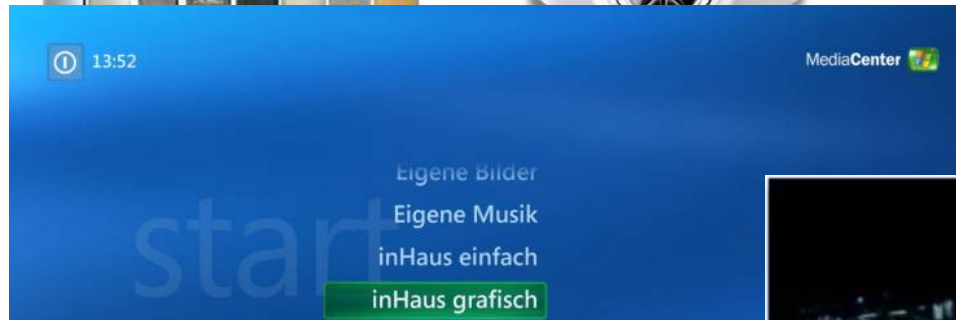 13:52
MediaCenter
start
Eigene Bilder
Eigene Musik
inHaus einfach
inHaus grafisch